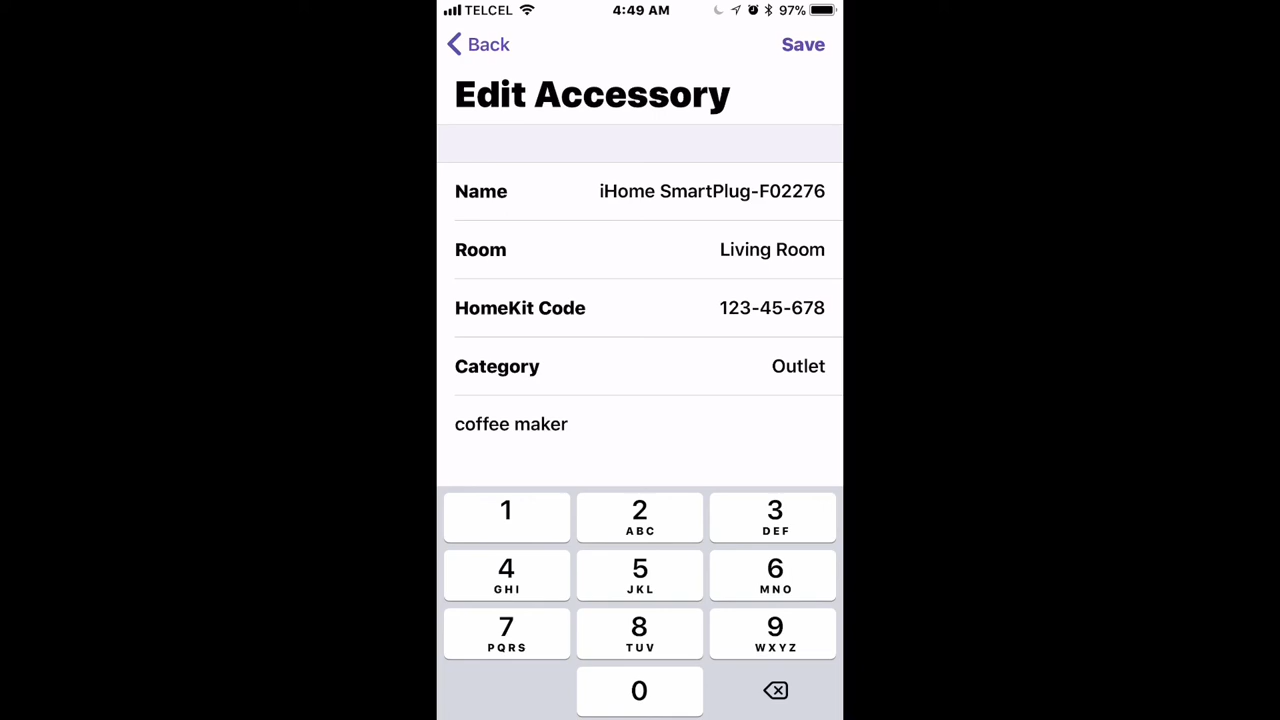 TELCEL 4:49 AM 97%
Back Save
Edit Accessory
Name iHome SmartPlug-F02276
Room Living Room
HomeKit Code 123-45-678
Category Outlet
coffee maker
1 2 3
ABC DEF
4 5 6
GHI JKL MNO
7 8 9
PQRS TUV WXYZ
0